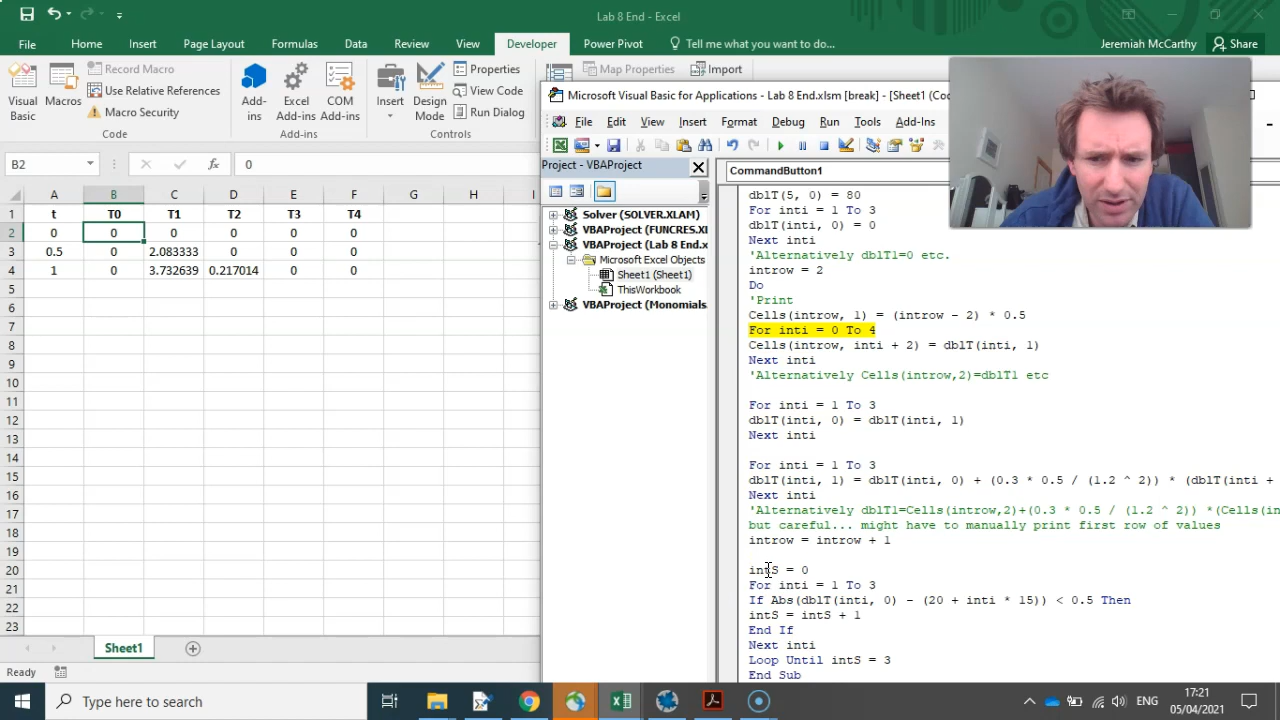 Lab 8 End - Excel
File Home Insert Page Layout Formulas Data Review View Developer Power Pivot Tell me what you want to do... Jeremiah McCarthy Share
Visual Basic
Macros
Record Macro
Use Relative References
Macro Security
Code
Add-ins
Excel Add-ins
COM Add-ins
Add-ins
Insert
Design Mode
Properties
View Code
Run Dialog
Controls
Map Properties
Import
B2 fx 0
A B C D E F G H I
1 t T0 T1 T2 T3 T4
2 0 0 0 0 0
3 0.5 0 2.083333 0 0 0
4 1 0 3.732639 0.217014 0 0
5
6
7
8
9
10
11
12
13
14
15
16
17
18
19
20
21
22
23
Sheet1
Ready
Microsoft Visual Basic for Applications - Lab 8 End.xlsm [break] - [Sheet1 (Co
File Edit View Insert Format Debug Run Tools Add-Ins
Project - VBAProject
Solver (SOLVER.XLAM)
VBAProject (FUNCRES.X
VBAProject (Lab 8 End.x
Microsoft Excel Objects
Sheet1 (Sheet1)
ThisWorkbook
VBAProject (Monomials.
CommandButton1
dblT(5, 0) = 80
For inti = 1 To 3
dblT(inti, 0) = 0
Next inti
'Alternatively dblT1=0 etc.
introw = 2
Do
'Print
Cells(introw, 1) = (introw - 2) * 0.5
For inti = 0 To 4
Cells(introw, inti + 2) = dblT(inti, 1)
Next inti
'Alternatively Cells(introw,2)=dblT1 etc
For inti = 1 To 3
dblT(inti, 0) = dblT(inti, 1)
Next inti
For inti = 1 To 3
dblT(inti, 1) = dblT(inti, 0) + (0.3 * 0.5 / (1.2 ^ 2)) * (dblT(inti +
Next inti
'Alternatively dblT1=Cells(introw,2)+(0.3 * 0.5 / (1.2 ^ 2)) *(Cells(in
but careful... might have to manually print first row of values
introw = introw + 1
intS = 0
For inti = 1 To 3
If Abs(dblT(inti, 0) - (20 + inti * 15)) < 0.5 Then
intS = intS + 1
End If
Next inti
Loop Until intS = 3
End Sub
Type here to search
ENG
17:21
05/04/2021